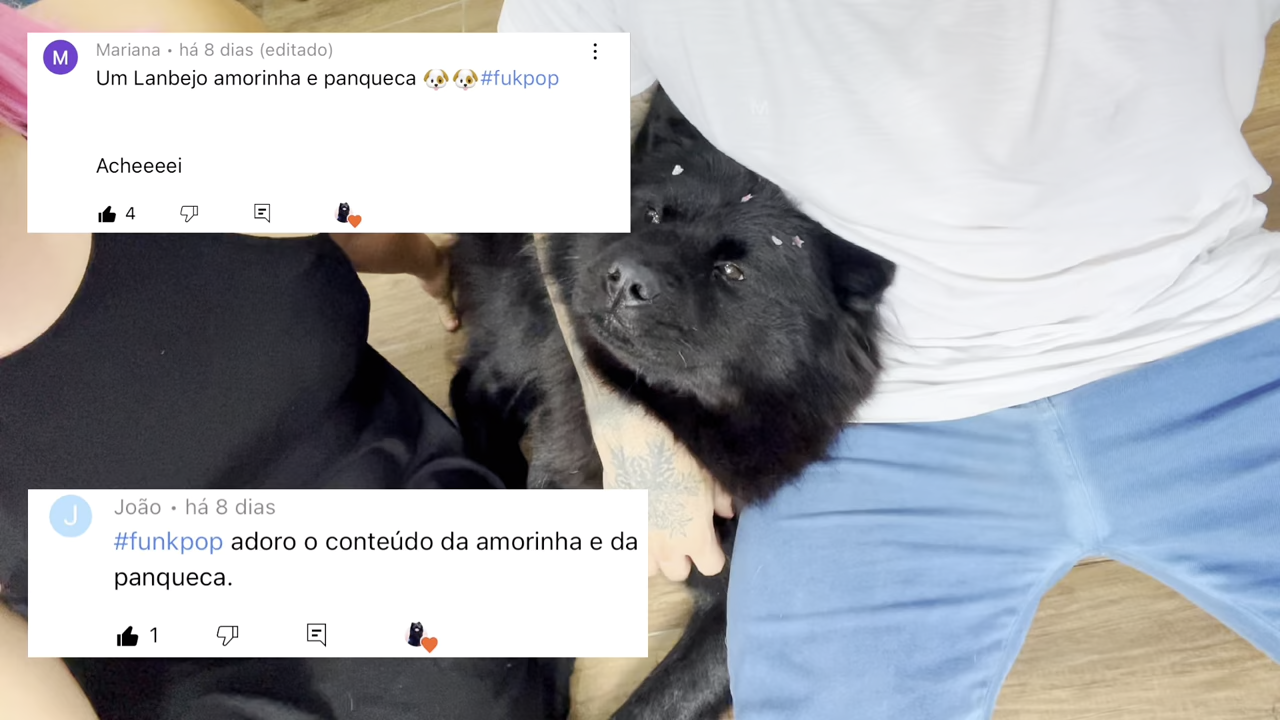 M
Mariana • há 8 dias (editado)
Um Lanbejo amorinha e panqueca 🐶🐶#fukpop
Acheeeei
4
J
João • há 8 dias
#funkpop adoro o conteúdo da amorinha e da
panqueca.
1